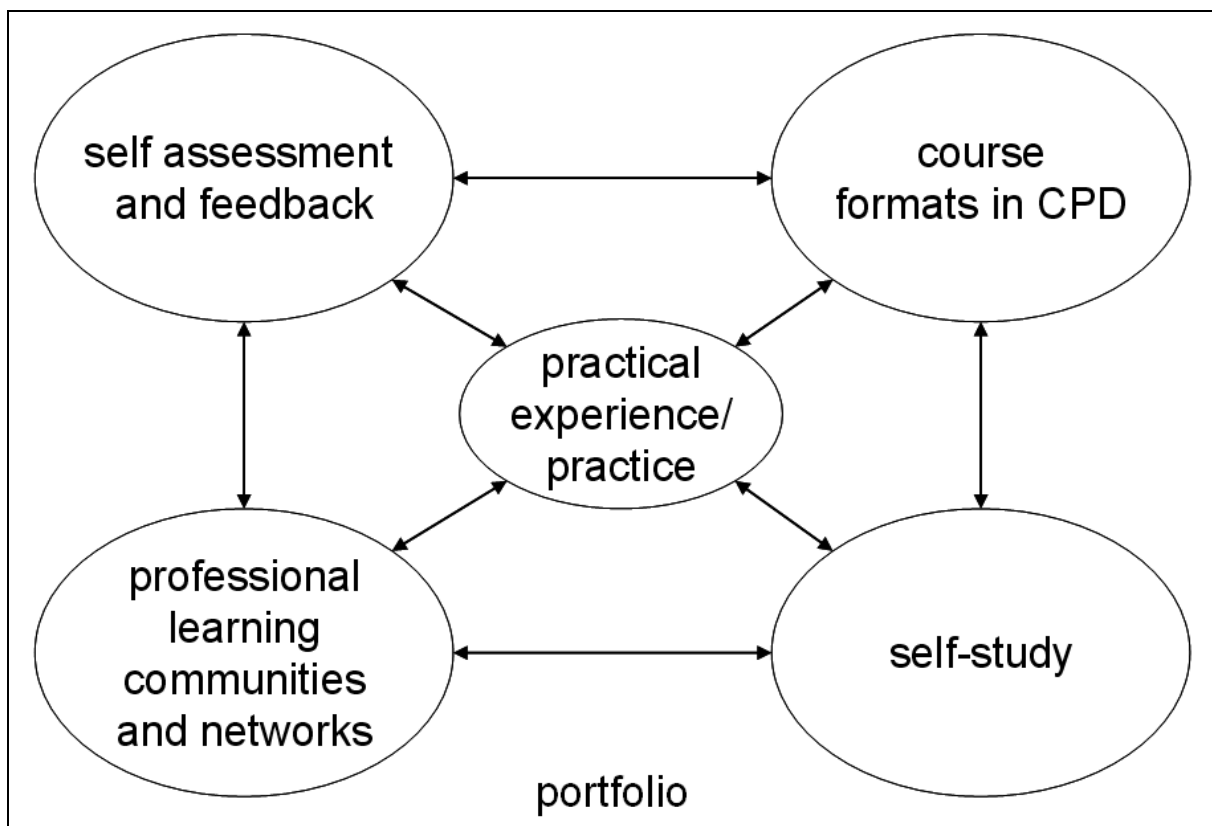 self assessment
and feedback
course
formats in CPD
practical
experience/
practice
professional
learning
communities
and networks
self-study
portfolio